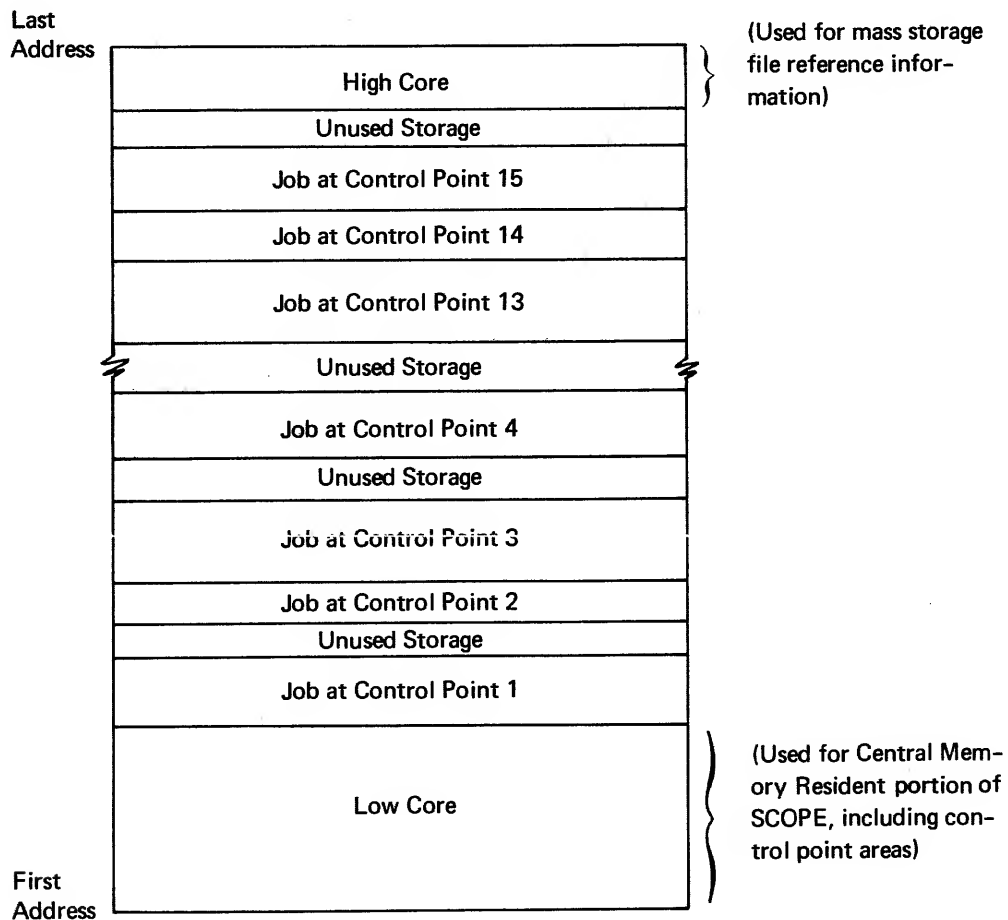 Last
Address
(Used for mass storage
file reference infor-
mation)
High Core
Unused Storage
Job at Control Point 15
Job at Control Point 14
Job at Control Point 13
Unused Storage
Job at Control Point 4
Unused Storage
Job at Control Point 3
Job at Control Point 2
Unused Storage
Job at Control Point 1
Low Core
(Used for Central Mem-
ory Resident portion of
SCOPE, including con-
trol point areas)
First
Address